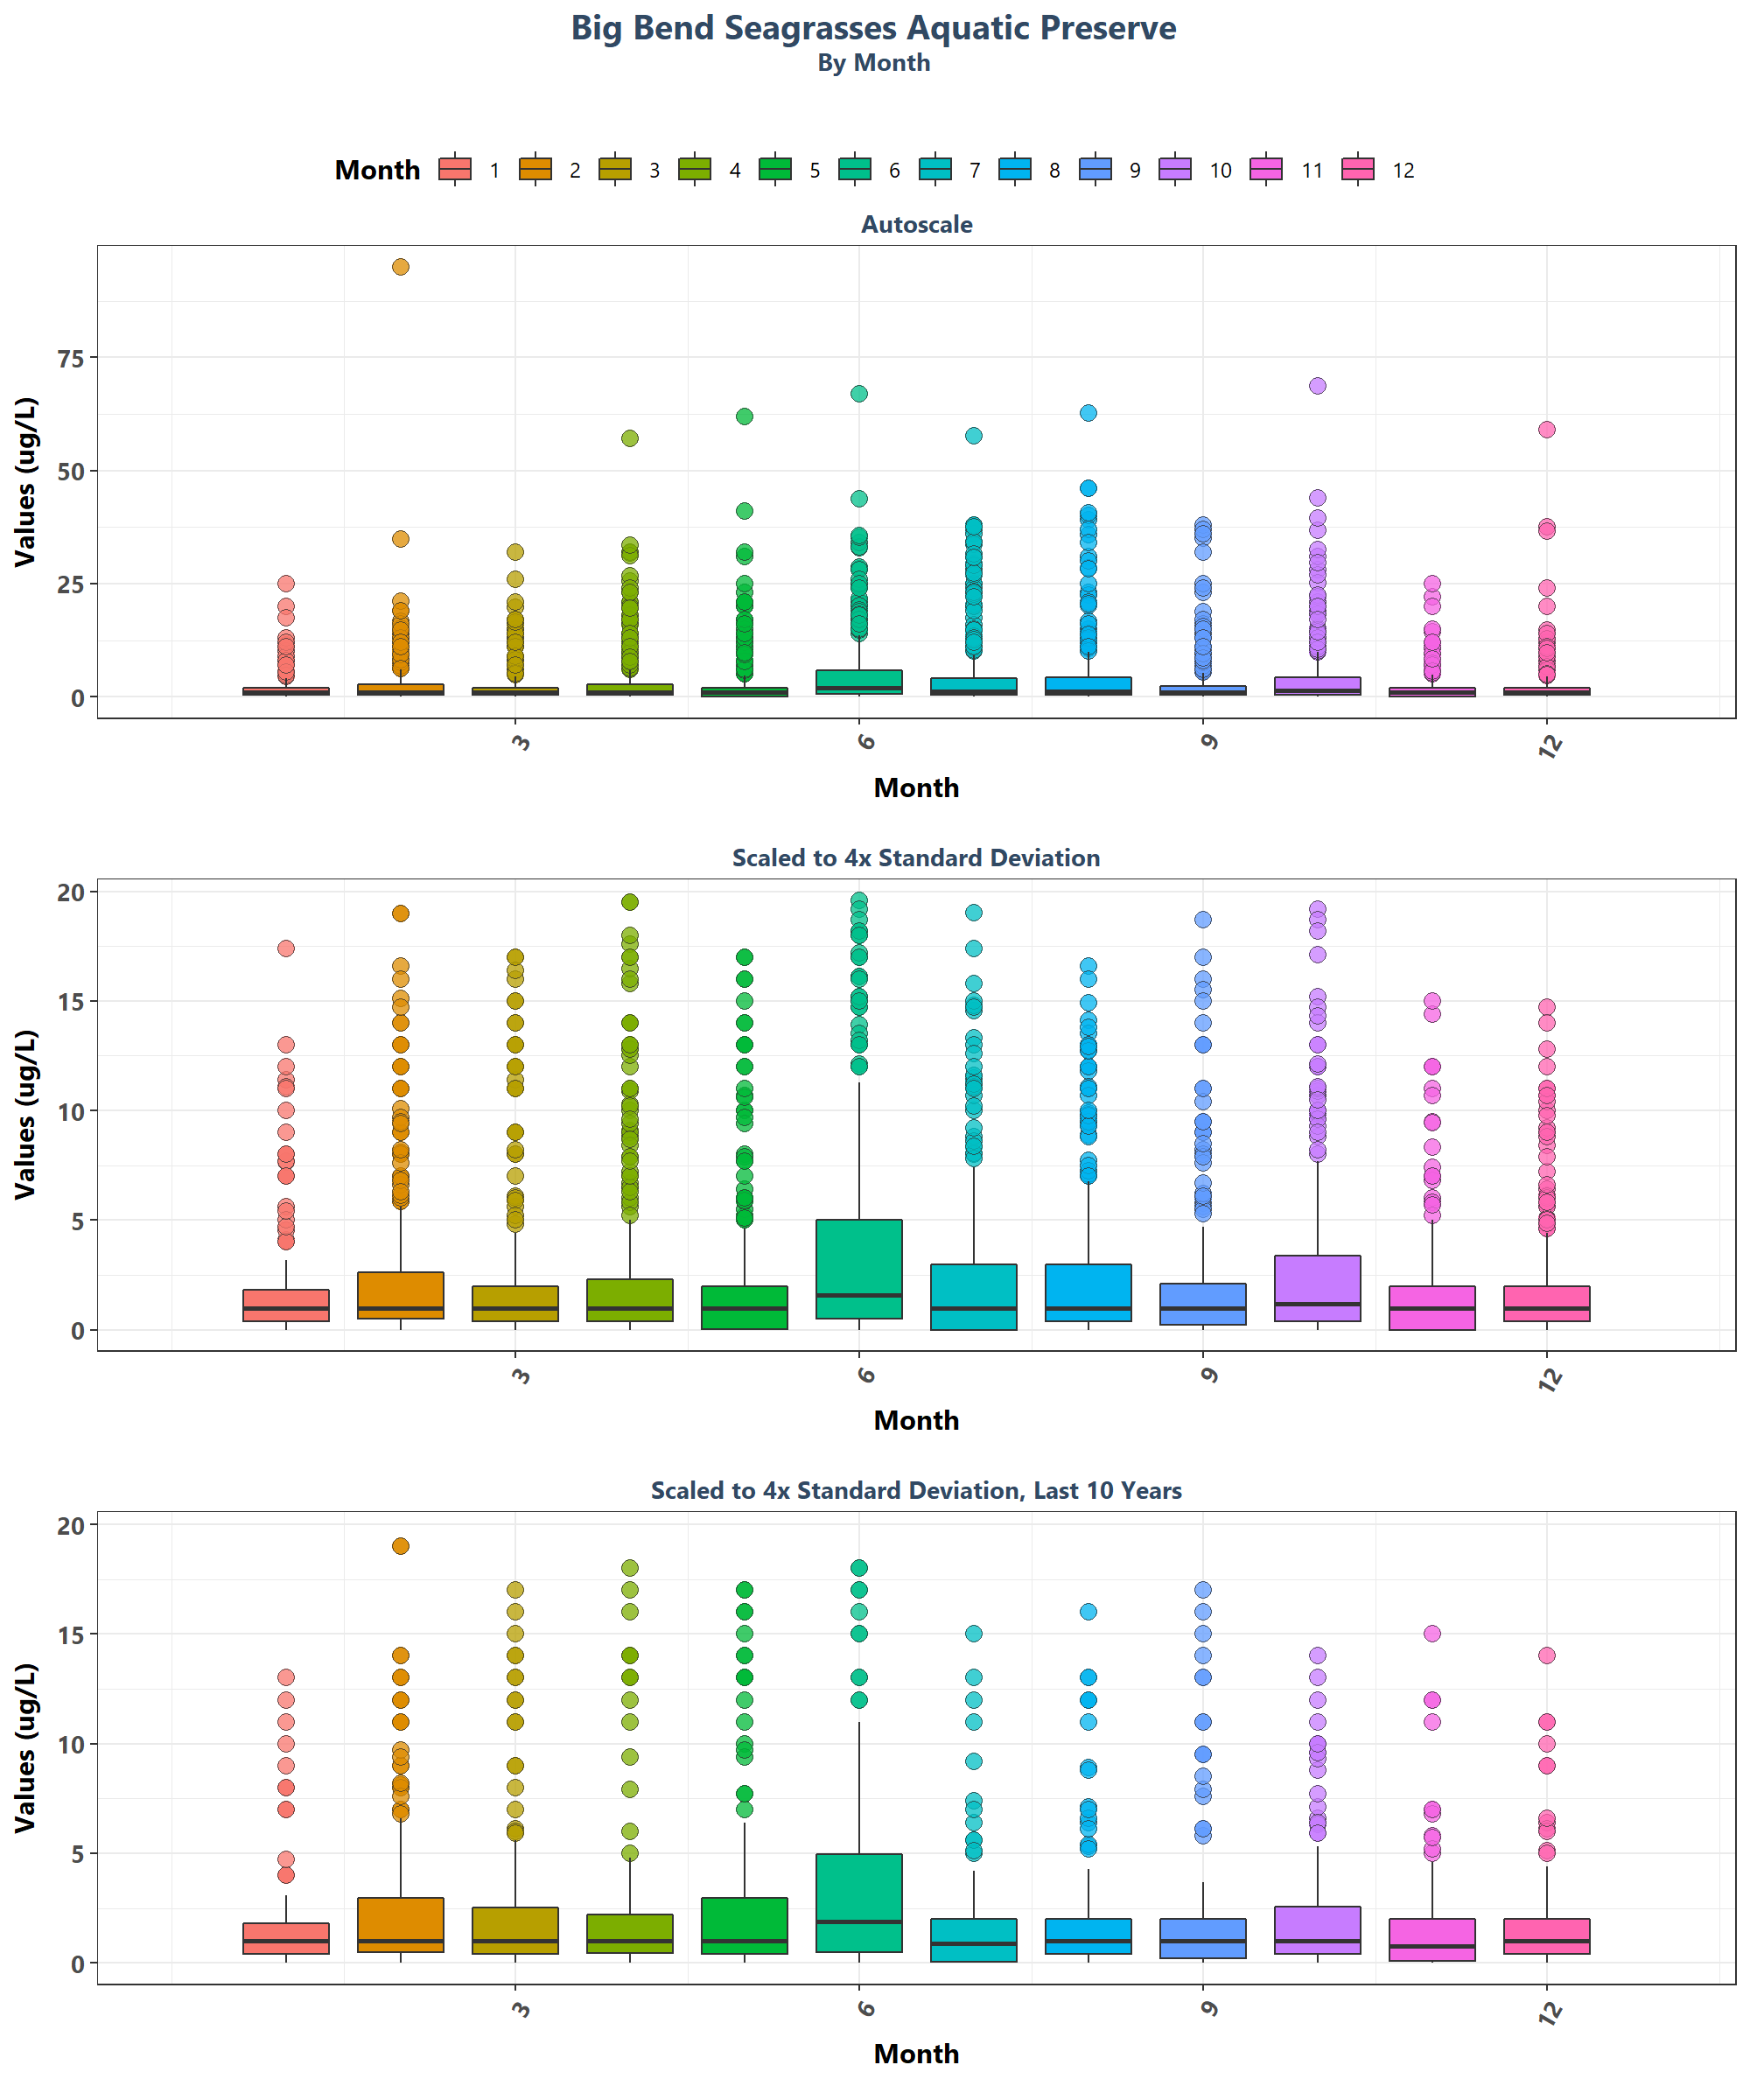 Big Bend Seagrasses Aquatic Preserve
By Month
Month 1 2 3 4 5 6 7 8 9 10 11 12
Autoscale
Values (ug/L)
75
50
25
0
3 6 9 12
Month
Scaled to 4x Standard Deviation
Values (ug/L)
20
15
10
5
0
3 6 9 12
Month
Scaled to 4x Standard Deviation, Last 10 Years
Values (ug/L)
20
15
10
5
0
3 6 9 12
Month